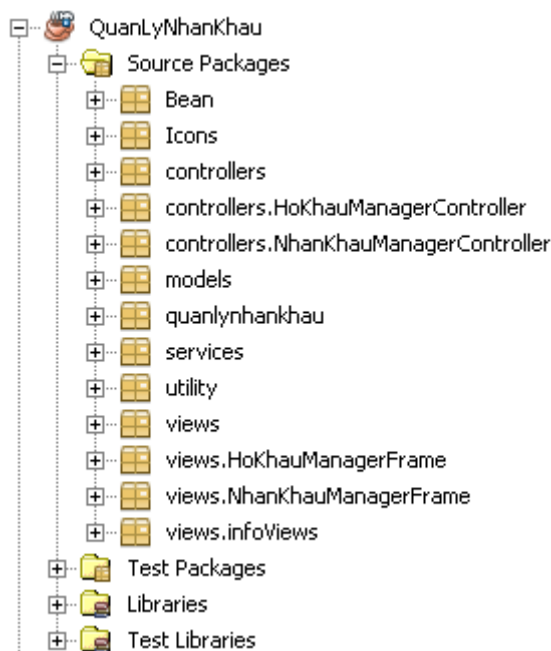 QuanLyNhanKhau
Source Packages
Bean
Icons
controllers
controllers.HoKhauManagerController
controllers.NhanKhauManagerController
models
quanlynhankhau
services
utility
views
views.HoKhauManagerFrame
views.NhanKhauManagerFrame
views.infoViews
Test Packages
Libraries
Test Libraries